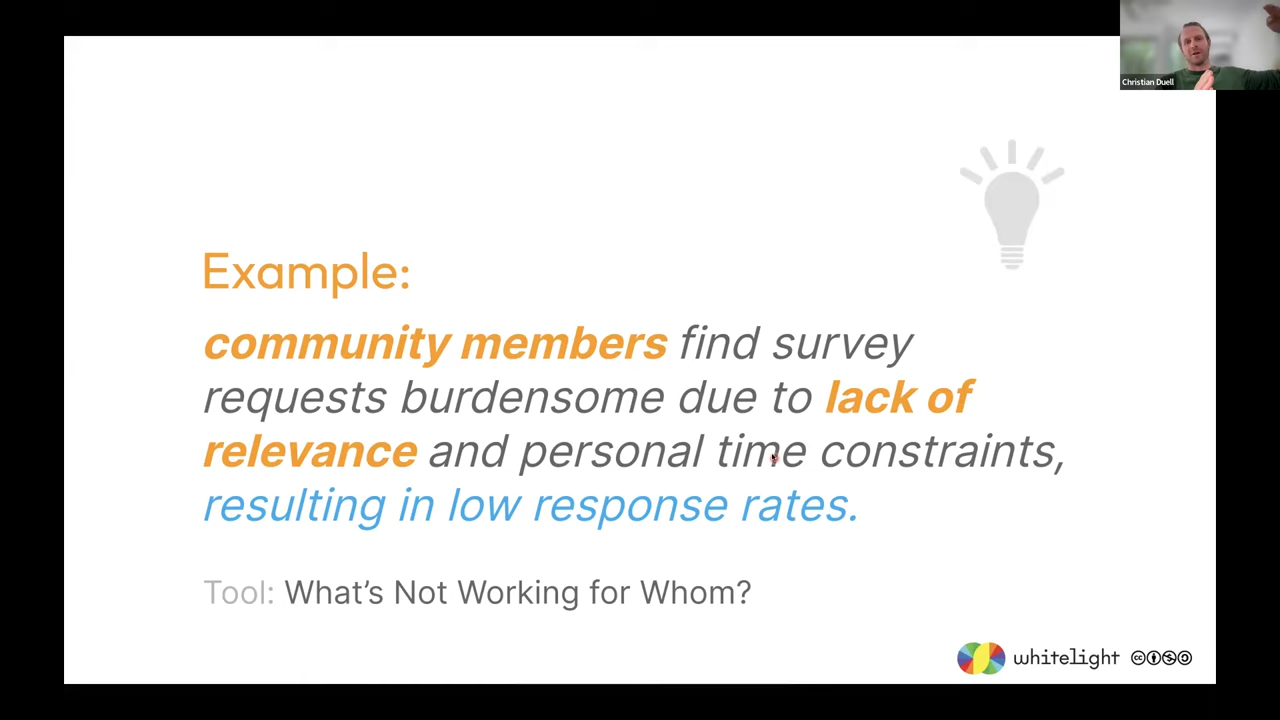 Christian Duell
Example:
community members find survey
requests burdensome due to lack of
relevance and personal time constraints,
resulting in low response rates.
Tool: What's Not Working for Whom?
whitelight